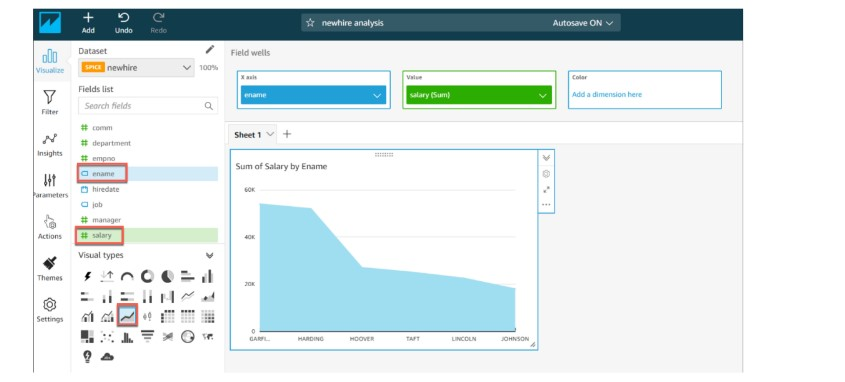 Add
Undo
Redo
newhire analysis
Autosave ON
Visualize
Filter
Insights
Parameters
Actions
Themes
Settings
Dataset
SPICE newhire
100%
Fields list
Search fields
comm
department
empno
ename
hiredate
job
manager
salary
Visual types
Field wells
X axis
ename
Value
salary (Sum)
Color
Add a dimension here
Sheet 1
Sum of Salary by Ename
60K
40K
20K
0
GARFI... HARDING HOOVER TAFT LINCOLN JOHNSON